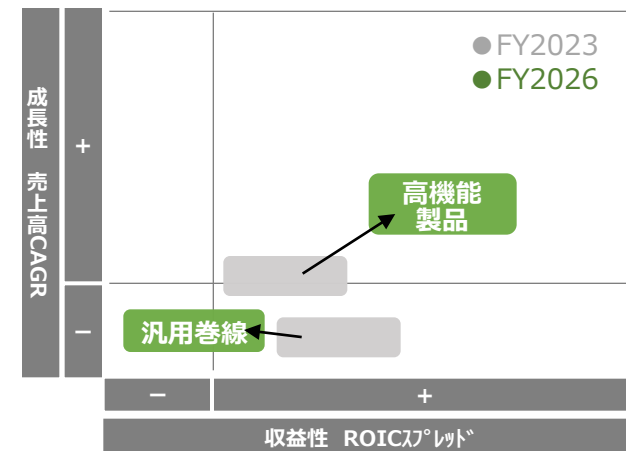 ●FY2023
●FY2026
成長性 売上高CAGR
＋
高機能
製品
－
汎用巻線
－
＋
収益性 ROICｽﾌﾟﾚｯﾄﾞ